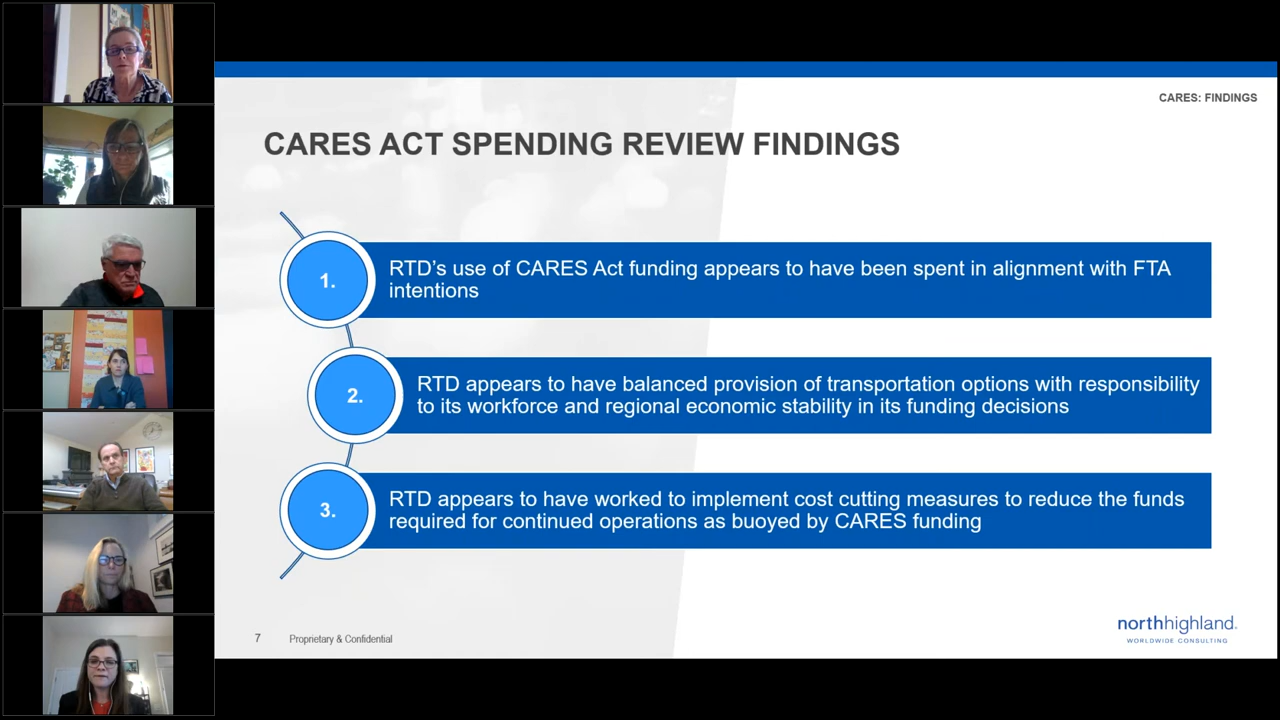 CARES: FINDINGS
CARES ACT SPENDING REVIEW FINDINGS
1.
RTD’s use of CARES Act funding appears to have been spent in alignment with FTA
intentions
2.
RTD appears to have balanced provision of transportation options with responsibility
to its workforce and regional economic stability in its funding decisions
3.
RTD appears to have worked to implement cost cutting measures to reduce the funds
required for continued operations as buoyed by CARES funding
7
Proprietary & Confidential
northhighland.
WORLDWIDE CONSULTING